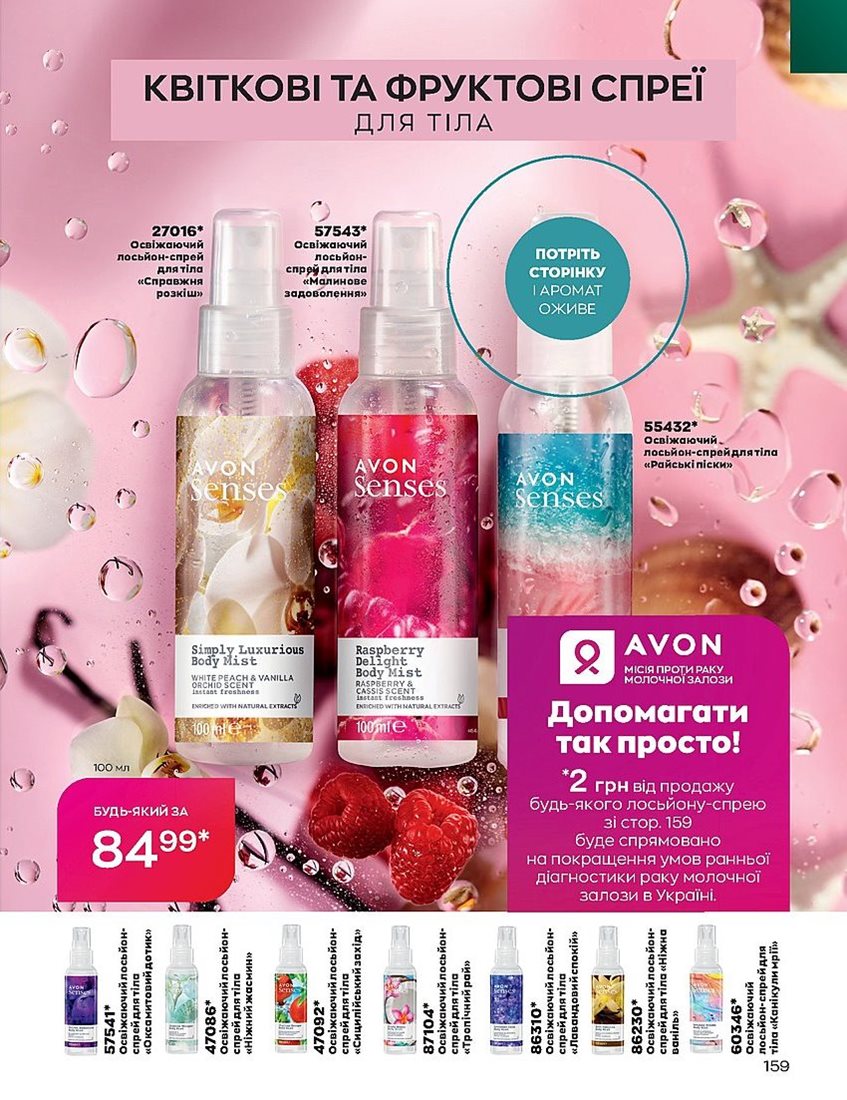 КВІТКОВІ ТА ФРУКТОВІ СПРЕЇ
ДЛЯ ТІЛА
27016*
Освіжаючий
лосьйон-спрей
для тіла
«Справжня
розкіш»
57543*
Освіжаючий
лосьйон-
спрей для тіла
«Малинове
задоволення»
ПОТРІТЬ
СТОРІНКУ
І АРОМАТ
ОЖИВЕ
55432*
Освіжаючий
лосьйон-спрей для тіла
«Райські піски»
AVON
Senses
Simply Luxurious
Body Mist
WHITE PEACH & VANILLA
ORCHID SCENT
instant freshness
ENRICHED WITH NATURAL EXTRACTS
100 ml e
AVON
Senses
Raspberry
Delight
Body Mist
RASPBERRY &
CASSIS SCENT
instant freshness
ENRICHED WITH NATURAL EXTRACTS
100 ml e
AVON
Senses
100 мл
БУДЬ-ЯКИЙ ЗА
84⁹⁹*
AVON
МІСІЯ ПРОТИ РАКУ
МОЛОЧНОЇ ЗАЛОЗИ
Допомагати
так просто!
*2 грн від продажу
будь-якого лосьйону-спрею
зі стор. 159
буде спрямовано
на покращення умов ранньої
діагностики раку молочної
залози в Україні.
57541*
Освіжаючий лосьйон-
спрей для тіла
«Оксамитовий дотик»
47086*
Освіжаючий лосьйон-
спрей для тіла
«Ніжний жасмин»
47092*
Освіжаючий лосьйон-
спрей для тіла
«Сицилійський захід»
87104*
Освіжаючий лосьйон-
спрей для тіла
«Тропічний рай»
86310*
Освіжаючий лосьйон-
спрей для тіла
«Лавандовий спокій»
86230*
Освіжаючий лосьйон-
спрей для тіла «Ніжна
ваніль»
60346*
Освіжаючий
лосьйон-спрей для
тіла «Канікули мрії»
159